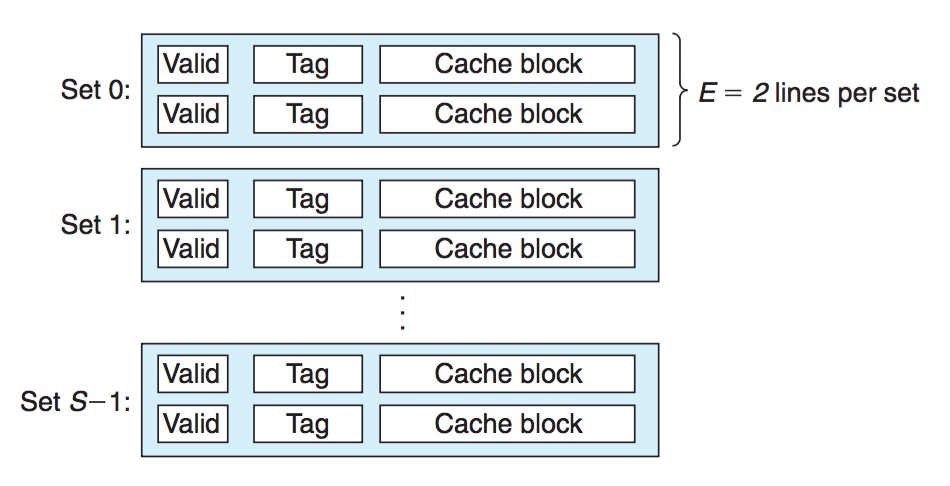 Valid Tag Cache block
Set 0: E = 2 lines per set
Valid Tag Cache block
Valid Tag Cache block
Set 1:
Valid Tag Cache block
Valid Tag Cache block
Set S−1:
Valid Tag Cache block